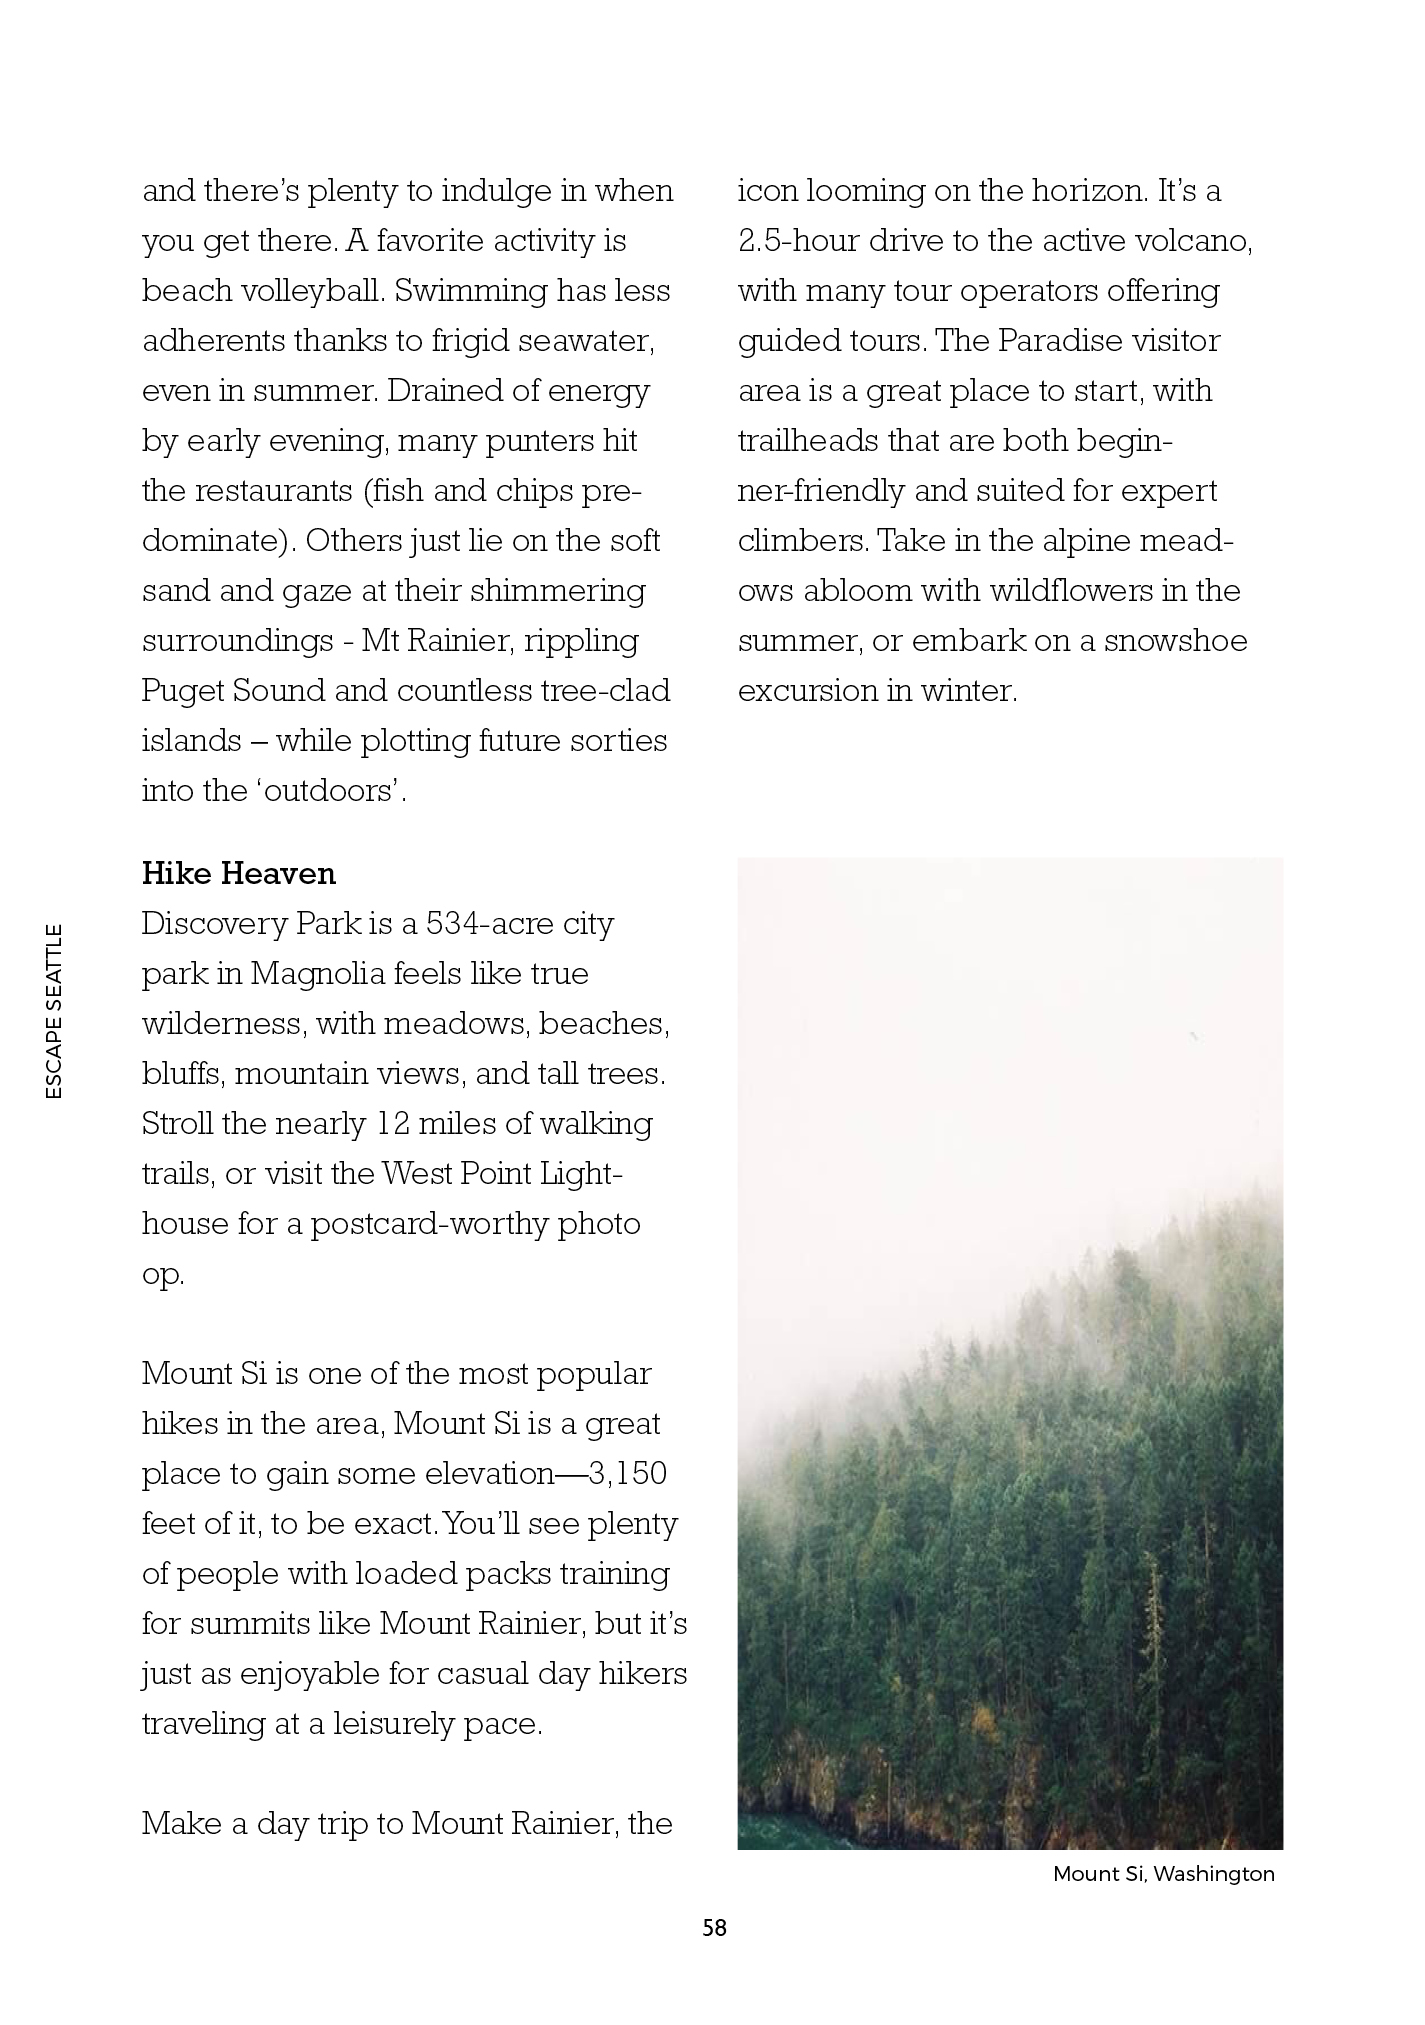 and there’s plenty to indulge in when
you get there. A favorite activity is
beach volleyball. Swimming has less
adherents thanks to frigid seawater,
even in summer. Drained of energy
by early evening, many punters hit
the restaurants (fish and chips pre-
dominate). Others just lie on the soft
sand and gaze at their shimmering
surroundings - Mt Rainier, rippling
Puget Sound and countless tree-clad
islands – while plotting future sorties
into the ‘outdoors’.
Hike Heaven
Discovery Park is a 534-acre city
park in Magnolia feels like true
wilderness, with meadows, beaches,
bluffs, mountain views, and tall trees.
Stroll the nearly 12 miles of walking
trails, or visit the West Point Light-
house for a postcard-worthy photo
op.
Mount Si is one of the most popular
hikes in the area, Mount Si is a great
place to gain some elevation—3,150
feet of it, to be exact. You’ll see plenty
of people with loaded packs training
for summits like Mount Rainier, but it’s
just as enjoyable for casual day hikers
traveling at a leisurely pace.
Make a day trip to Mount Rainier, the
icon looming on the horizon. It’s a
2.5-hour drive to the active volcano,
with many tour operators offering
guided tours. The Paradise visitor
area is a great place to start, with
trailheads that are both begin-
ner-friendly and suited for expert
climbers. Take in the alpine mead-
ows abloom with wildflowers in the
summer, or embark on a snowshoe
excursion in winter.
Mount Si, Washington
ESCAPE SEATTLE
58